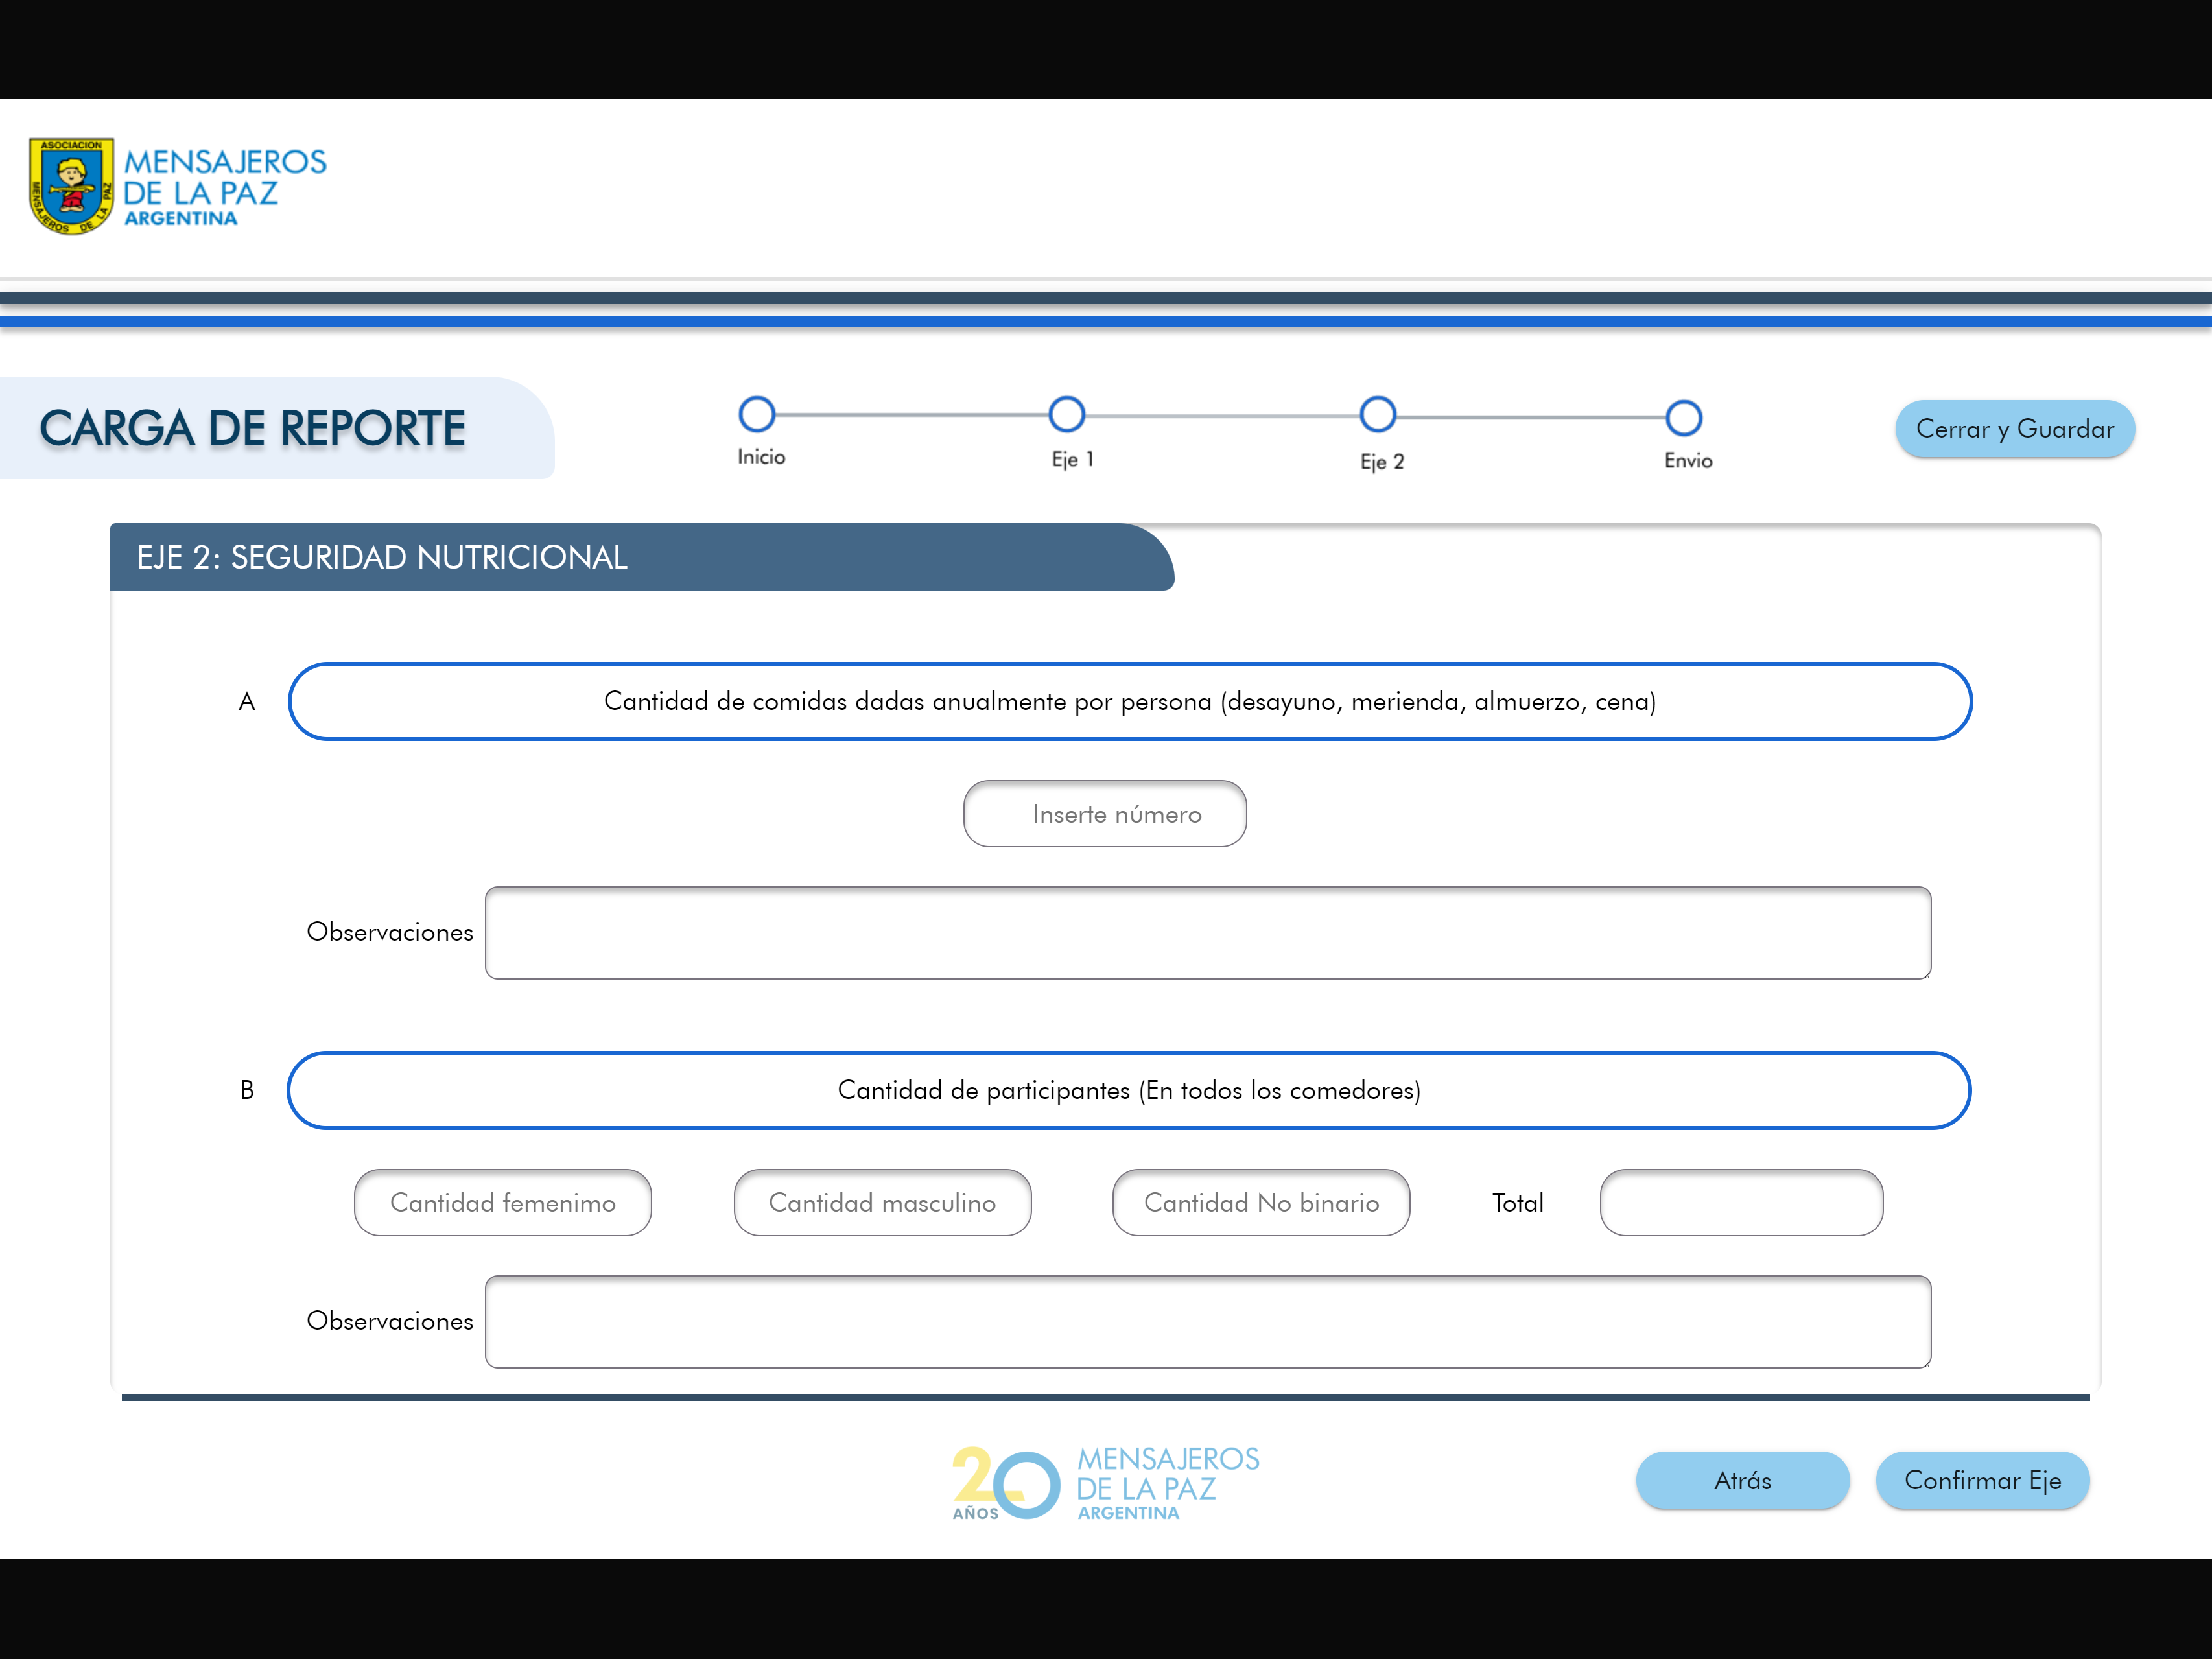 ASOCIACION
MENSAJEROS DE LA PAZ
MENSAJEROS
DE LA PAZ
ARGENTINA
CARGA DE REPORTE
Inicio
Eje 1
Eje 2
Envio
Cerrar y Guardar
EJE 2: SEGURIDAD NUTRICIONAL
A
Cantidad de comidas dadas anualmente por persona (desayuno, merienda, almuerzo, cena)
Inserte número
Observaciones
B
Cantidad de participantes (En todos los comedores)
Cantidad femenimo
Cantidad masculino
Cantidad No binario
Total
Observaciones
20
AÑOS
MENSAJEROS
DE LA PAZ
ARGENTINA
Atrás
Confirmar Eje